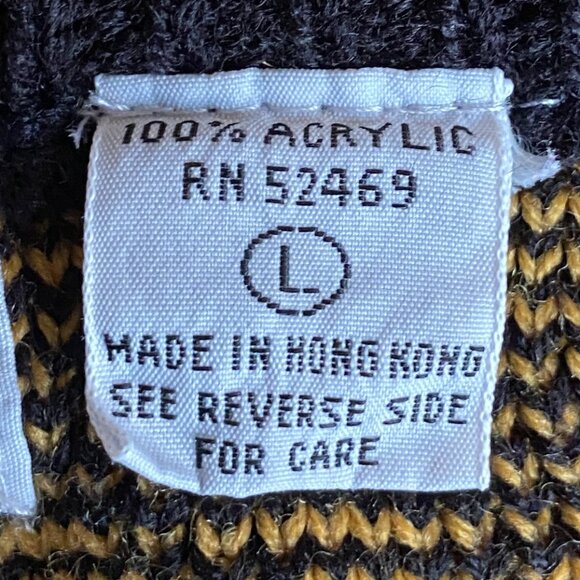 100% ACRYLIC
RN 52469
L
MADE IN HONG KONG
SEE REVERSE SIDE
FOR CARE